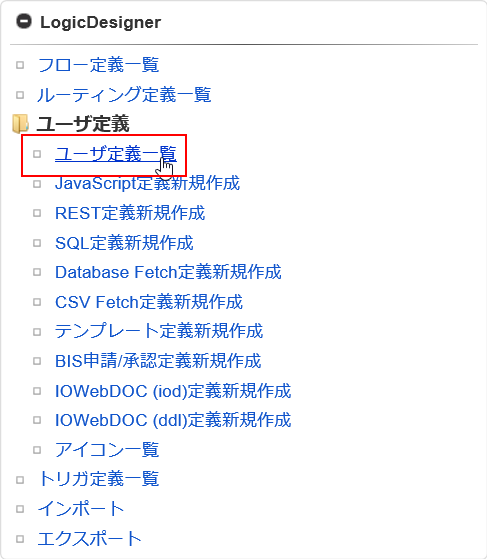 LogicDesigner
フロー定義一覧
ルーティング定義一覧
ユーザ定義
ユーザ定義一覧
JavaScript定義新規作成
REST定義新規作成
SQL定義新規作成
Database Fetch定義新規作成
CSV Fetch定義新規作成
テンプレート定義新規作成
BIS申請/承認定義新規作成
IOWebDOC (iod)定義新規作成
IOWebDOC (ddl)定義新規作成
アイコン一覧
トリガ定義一覧
インポート
エクスポート